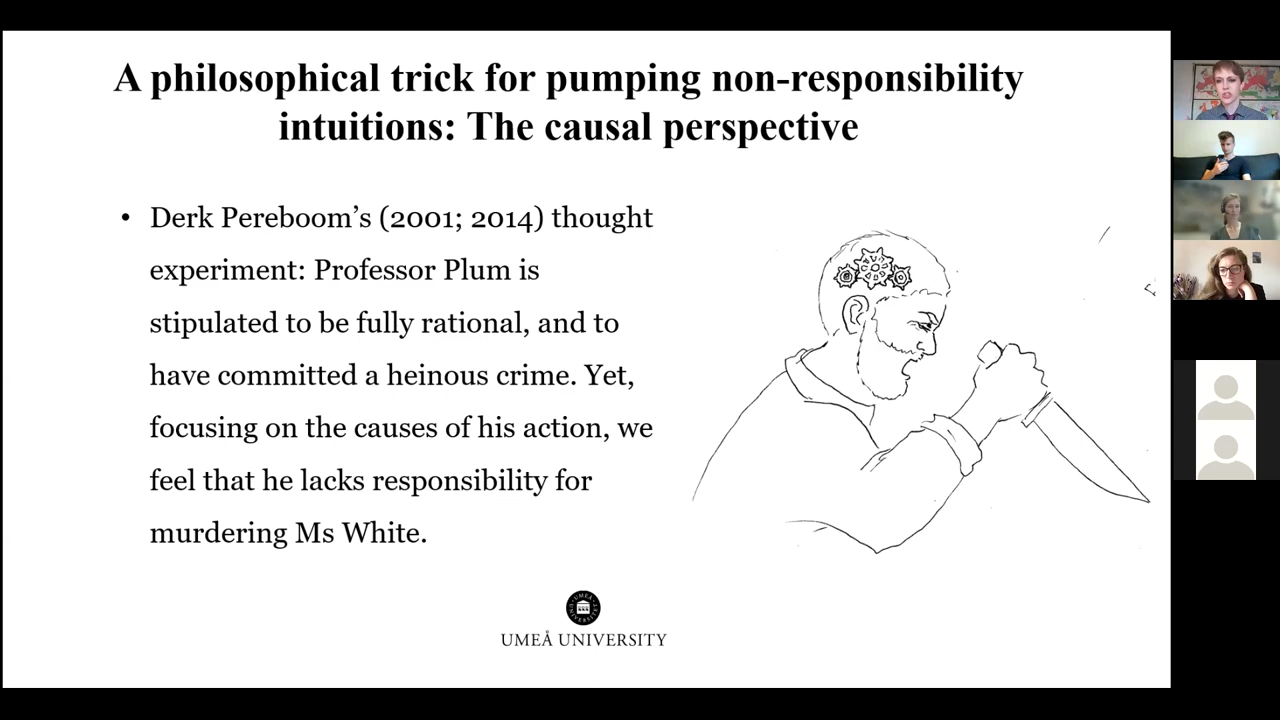 A philosophical trick for pumping non-responsibility
intuitions: The causal perspective
• Derk Pereboom’s (2001; 2014) thought
experiment: Professor Plum is
stipulated to be fully rational, and to
have committed a heinous crime. Yet,
focusing on the causes of his action, we
feel that he lacks responsibility for
murdering Ms White.
UMEÅ UNIVERSITY